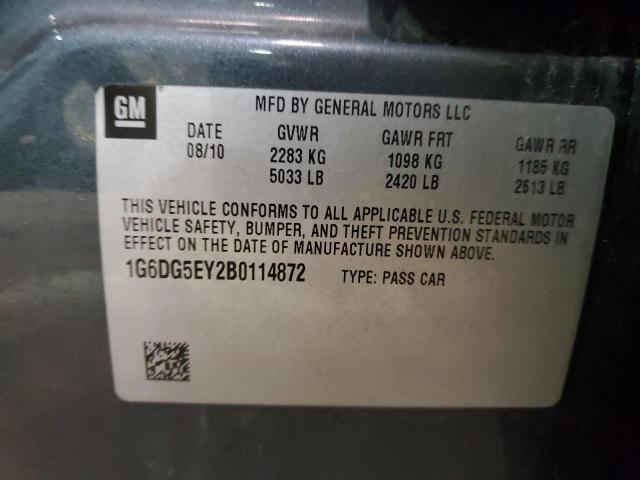 GM
MFD BY GENERAL MOTORS LLC
DATE GVWR GAWR FRT GAWR RR
08/10 2283 KG 1098 KG 1185 KG
5033 LB 2420 LB 2613 LB
THIS VEHICLE CONFORMS TO ALL APPLICABLE U.S. FEDERAL MOTOR
VEHICLE SAFETY, BUMPER, AND THEFT PREVENTION STANDARDS IN
EFFECT ON THE DATE OF MANUFACTURE SHOWN ABOVE.
1G6DG5EY2B0114872 TYPE: PASS CAR